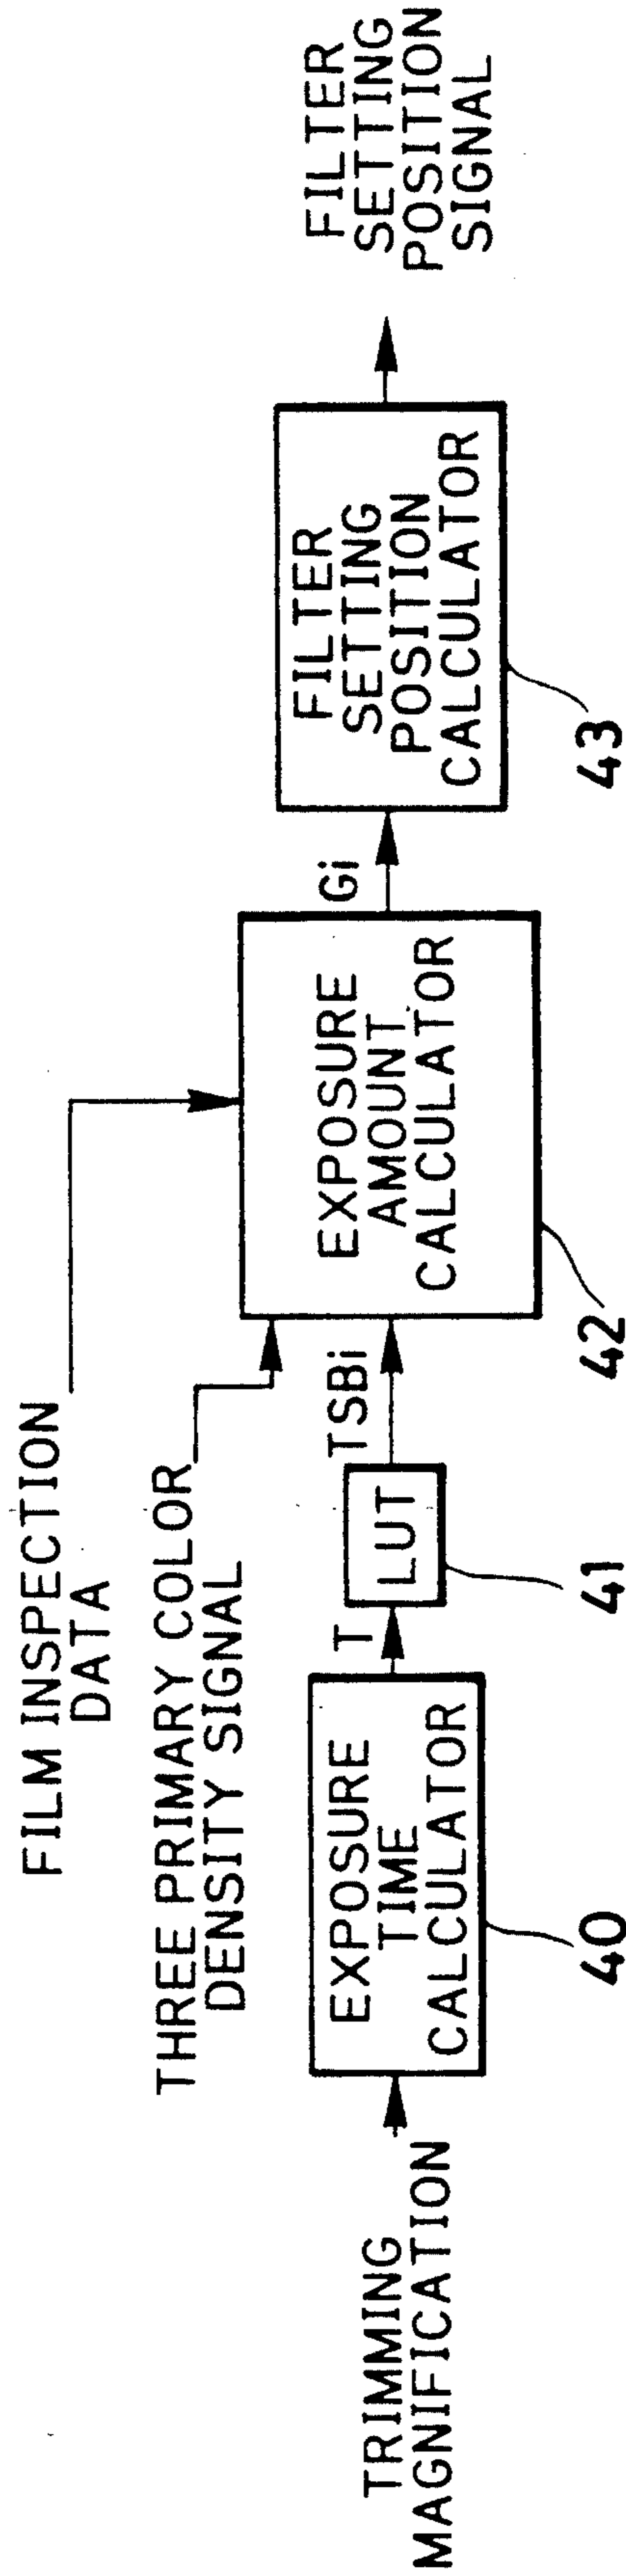 FILM INSPECTION
DATA
THREE PRIMARY COLOR
DENSITY SIGNAL
TRIMMING
MAGNIFICATION
EXPOSURE
TIME
CALCULATOR
40
T
LUT
41
TSBi
EXPOSURE
AMOUNT
CALCULATOR
42
Gi
FILTER
SETTING
POSITION
CALCULATOR
43
FILTER
SETTING
POSITION
SIGNAL